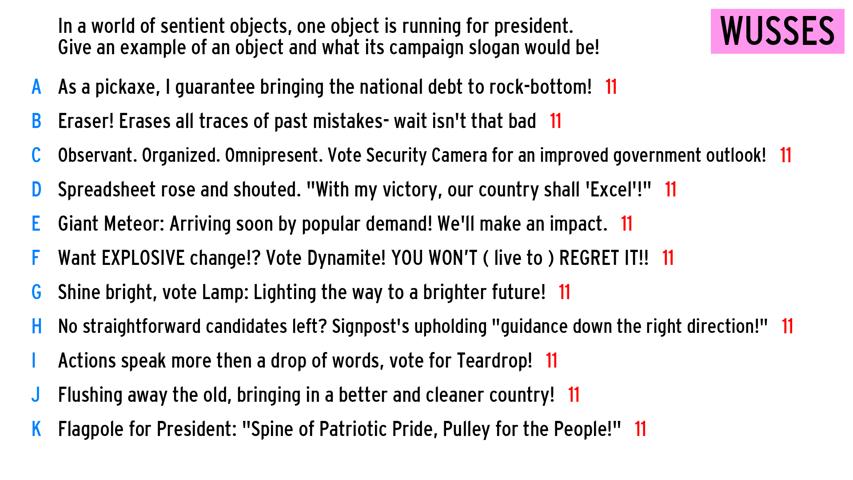 In a world of sentient objects, one object is running for president.
Give an example of an object and what its campaign slogan would be!
WUSSES
A As a pickaxe, I guarantee bringing the national debt to rock-bottom! 11
B Eraser! Erases all traces of past mistakes- wait isn't that bad 11
C Observant. Organized. Omnipresent. Vote Security Camera for an improved government outlook! 11
D Spreadsheet rose and shouted. "With my victory, our country shall 'Excel'!" 11
E Giant Meteor: Arriving soon by popular demand! We'll make an impact. 11
F Want EXPLOSIVE change!? Vote Dynamite! YOU WON'T ( live to ) REGRET IT!! 11
G Shine bright, vote Lamp: Lighting the way to a brighter future! 11
H No straightforward candidates left? Signpost's upholding "guidance down the right direction!" 11
I Actions speak more then a drop of words, vote for Teardrop! 11
J Flushing away the old, bringing in a better and cleaner country! 11
K Flagpole for President: "Spine of Patriotic Pride, Pulley for the People!" 11